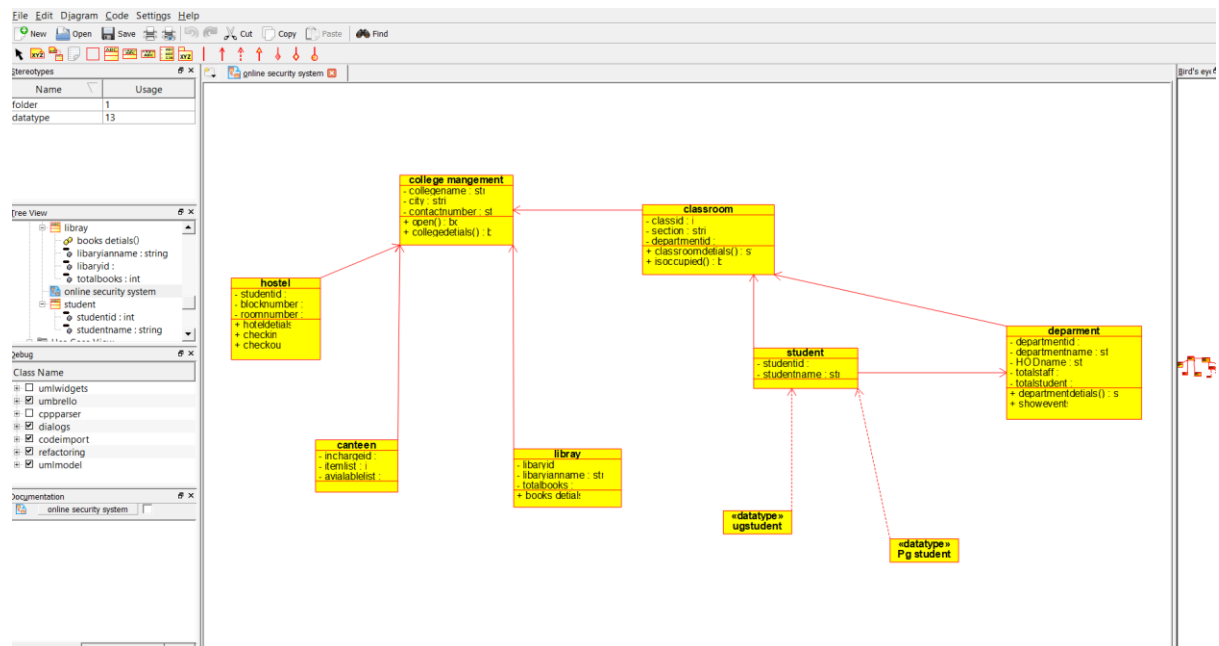 File Edit Diagram Code Settings Help
New Open Save Cut Copy Paste Find
Stereotypes
Name Usage
folder 1
datatype 13
Tree View
libray
books detials()
libaryianname : string
libaryid :
totalbooks : int
online security system
student
studentid : int
studentname : string
Debug
Class Name
umlwidgets
umbrello
cppparser
dialogs
codeimport
refactoring
umlmodel
Documentation
online security system
online security system
Bird's eye
college mangement
- collegename : stri
- city : stri
- contactnumber : st
+ open() : bo
+ collegedetials() : b
classroom
- classid : i
- section : stri
- departmentid :
+ classroomdetials() : s
+ isoccupied() : b
hostel
- studentid :
- blocknumber :
- roomnumber :
+ hoteldetials
+ checkin
+ checkou
deparment
- departmentid :
- departmentname : st
- HODname : st
- totalstaff :
- totalstudent :
+ departmentdetials() : s
+ showevents
student
- studentid :
- studentname : stri
canteen
- inchargeid :
- itemlist : i
- avialablelist :
libray
- libaryid
- libaryianname : stri
- totalbooks :
+ books detials
«datatype»
ugstudent
«datatype»
Pg student